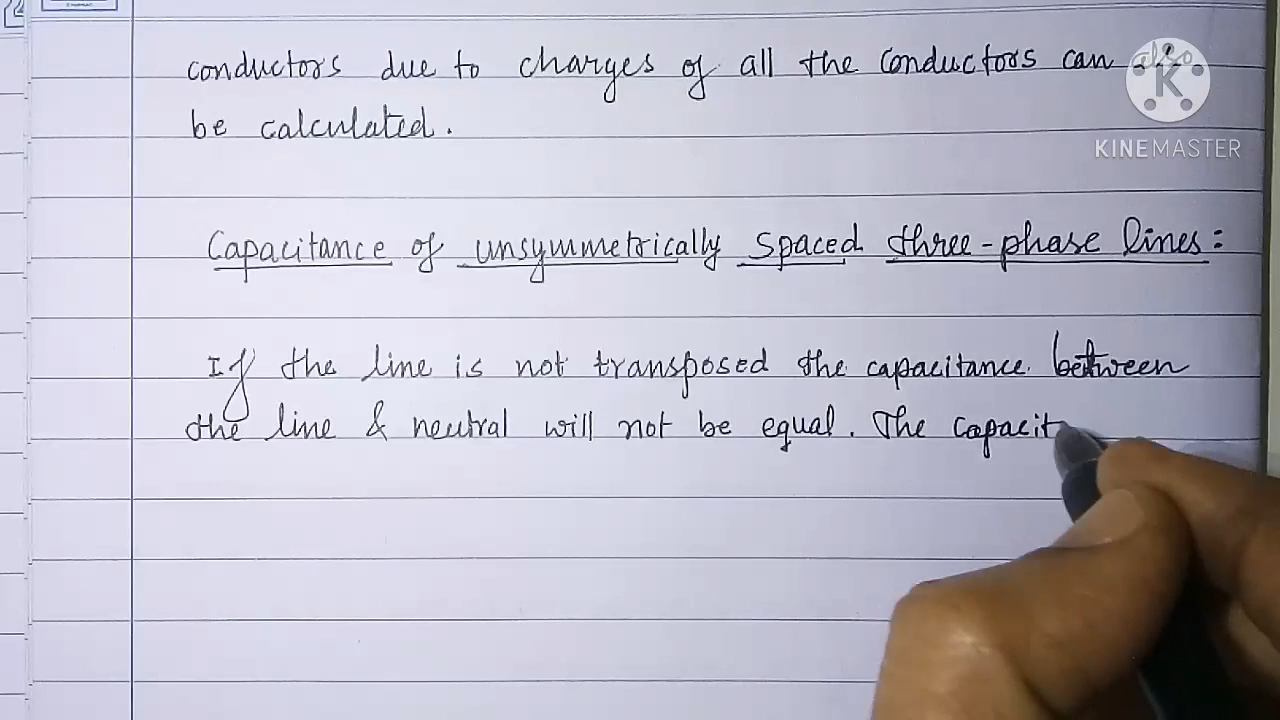 conductors due to charges of all the conductors can also
be calculated.
K
KINEMASTER
Capacitance of unsymmetrically spaced three-phase lines:
If the line is not transposed the capacitance between
the line & neutral will not be equal. The capacit